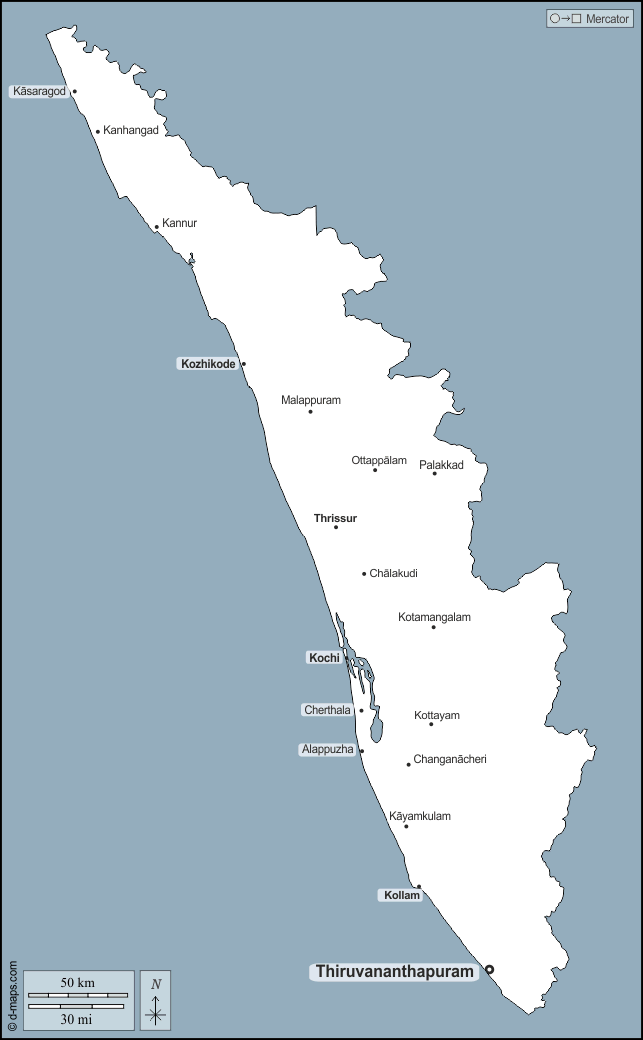 Mercator
Kāsaragod
Kanhangad
Kannur
Kozhikode
Malappuram
Ottappālam
Palakkad
Thrissur
Chālakudi
Kotamangalam
Kochi
Cherthala
Kottayam
Alappuzha
Changanācheri
Kāyamkulam
Kollam
Thiruvananthapuram
© d-maps.com
50 km
30 mi
N